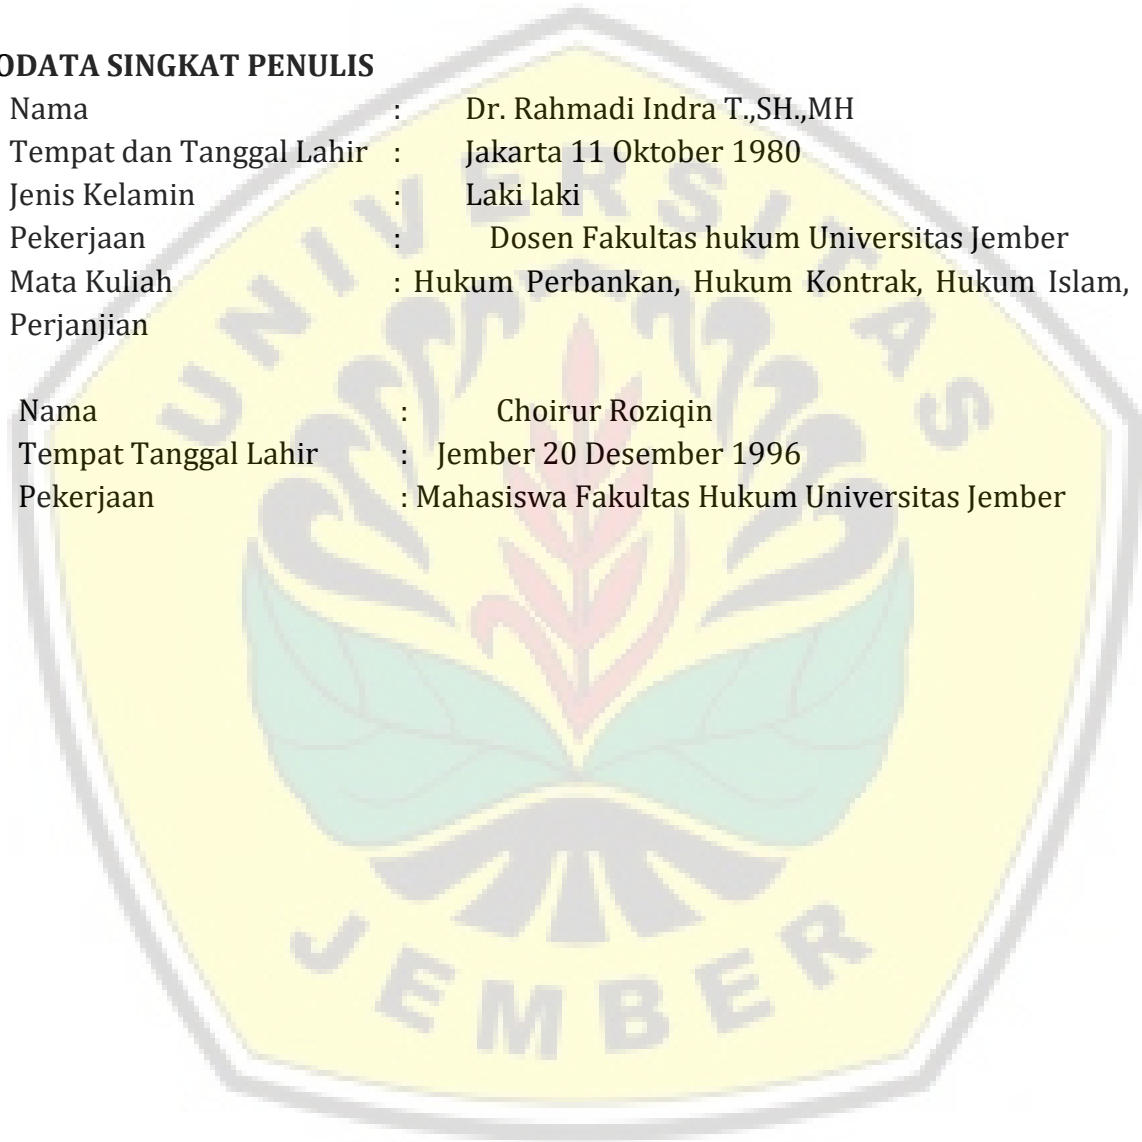 ODATA SINGKAT PENULIS
Nama : Dr. Rahmadi Indra T.,SH.,MH
Tempat dan Tanggal Lahir : Jakarta 11 Oktober 1980
Jenis Kelamin : Laki laki
Pekerjaan : Dosen Fakultas hukum Universitas Jember
Mata Kuliah : Hukum Perbankan, Hukum Kontrak, Hukum Islam,
Perjanjian
Nama : Choirur Roziqin
Tempat Tanggal Lahir : Jember 20 Desember 1996
Pekerjaan : Mahasiswa Fakultas Hukum Universitas Jember
UNIVERSITAS
JEMBER